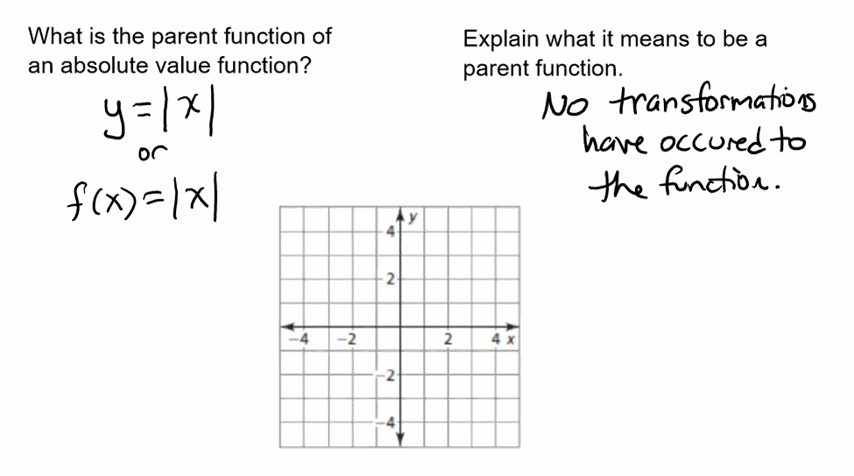 What is the parent function of
an absolute value function?
y=|x|
or
f(x)=|x|
Explain what it means to be a
parent function.
No transformations
have occured to
the function.
y
4
2
-4 -2 2 4 x
-2
-4